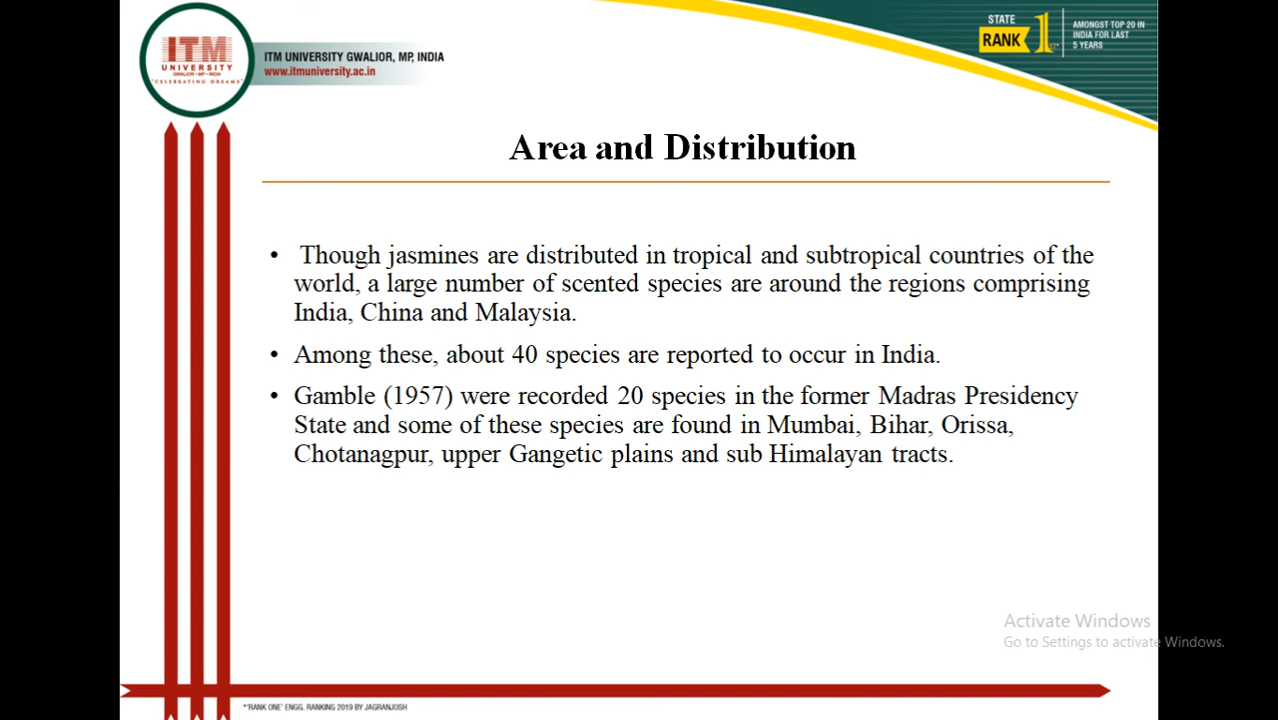 ITM
UNIVERSITY
GWALIOR • MP • INDIA
"CELEBRATING DREAMS"
ITM UNIVERSITY GWALIOR, MP, INDIA
www.itmuniversity.ac.in
STATE
RANK 1ST*
AMONGST TOP 20 IN
INDIA FOR LAST
5 YEARS
Area and Distribution
• Though jasmines are distributed in tropical and subtropical countries of the
world, a large number of scented species are around the regions comprising
India, China and Malaysia.
• Among these, about 40 species are reported to occur in India.
• Gamble (1957) were recorded 20 species in the former Madras Presidency
State and some of these species are found in Mumbai, Bihar, Orissa,
Chotanagpur, upper Gangetic plains and sub Himalayan tracts.
Activate Windows
Go to Settings to activate Windows.
*"RANK ONE" ENGG. RANKING 2019 BY JAGRANJOSH